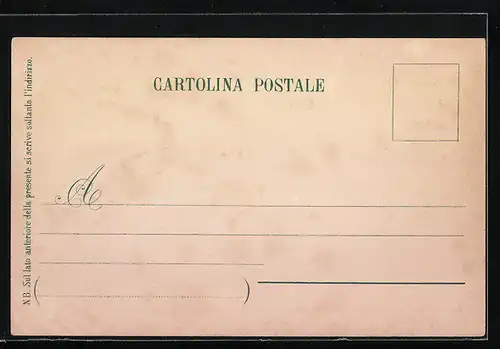 CARTOLINA POSTALE
A
( )
N.B. Sul lato anteriore della presente si scrive soltanto l'indirizzo.